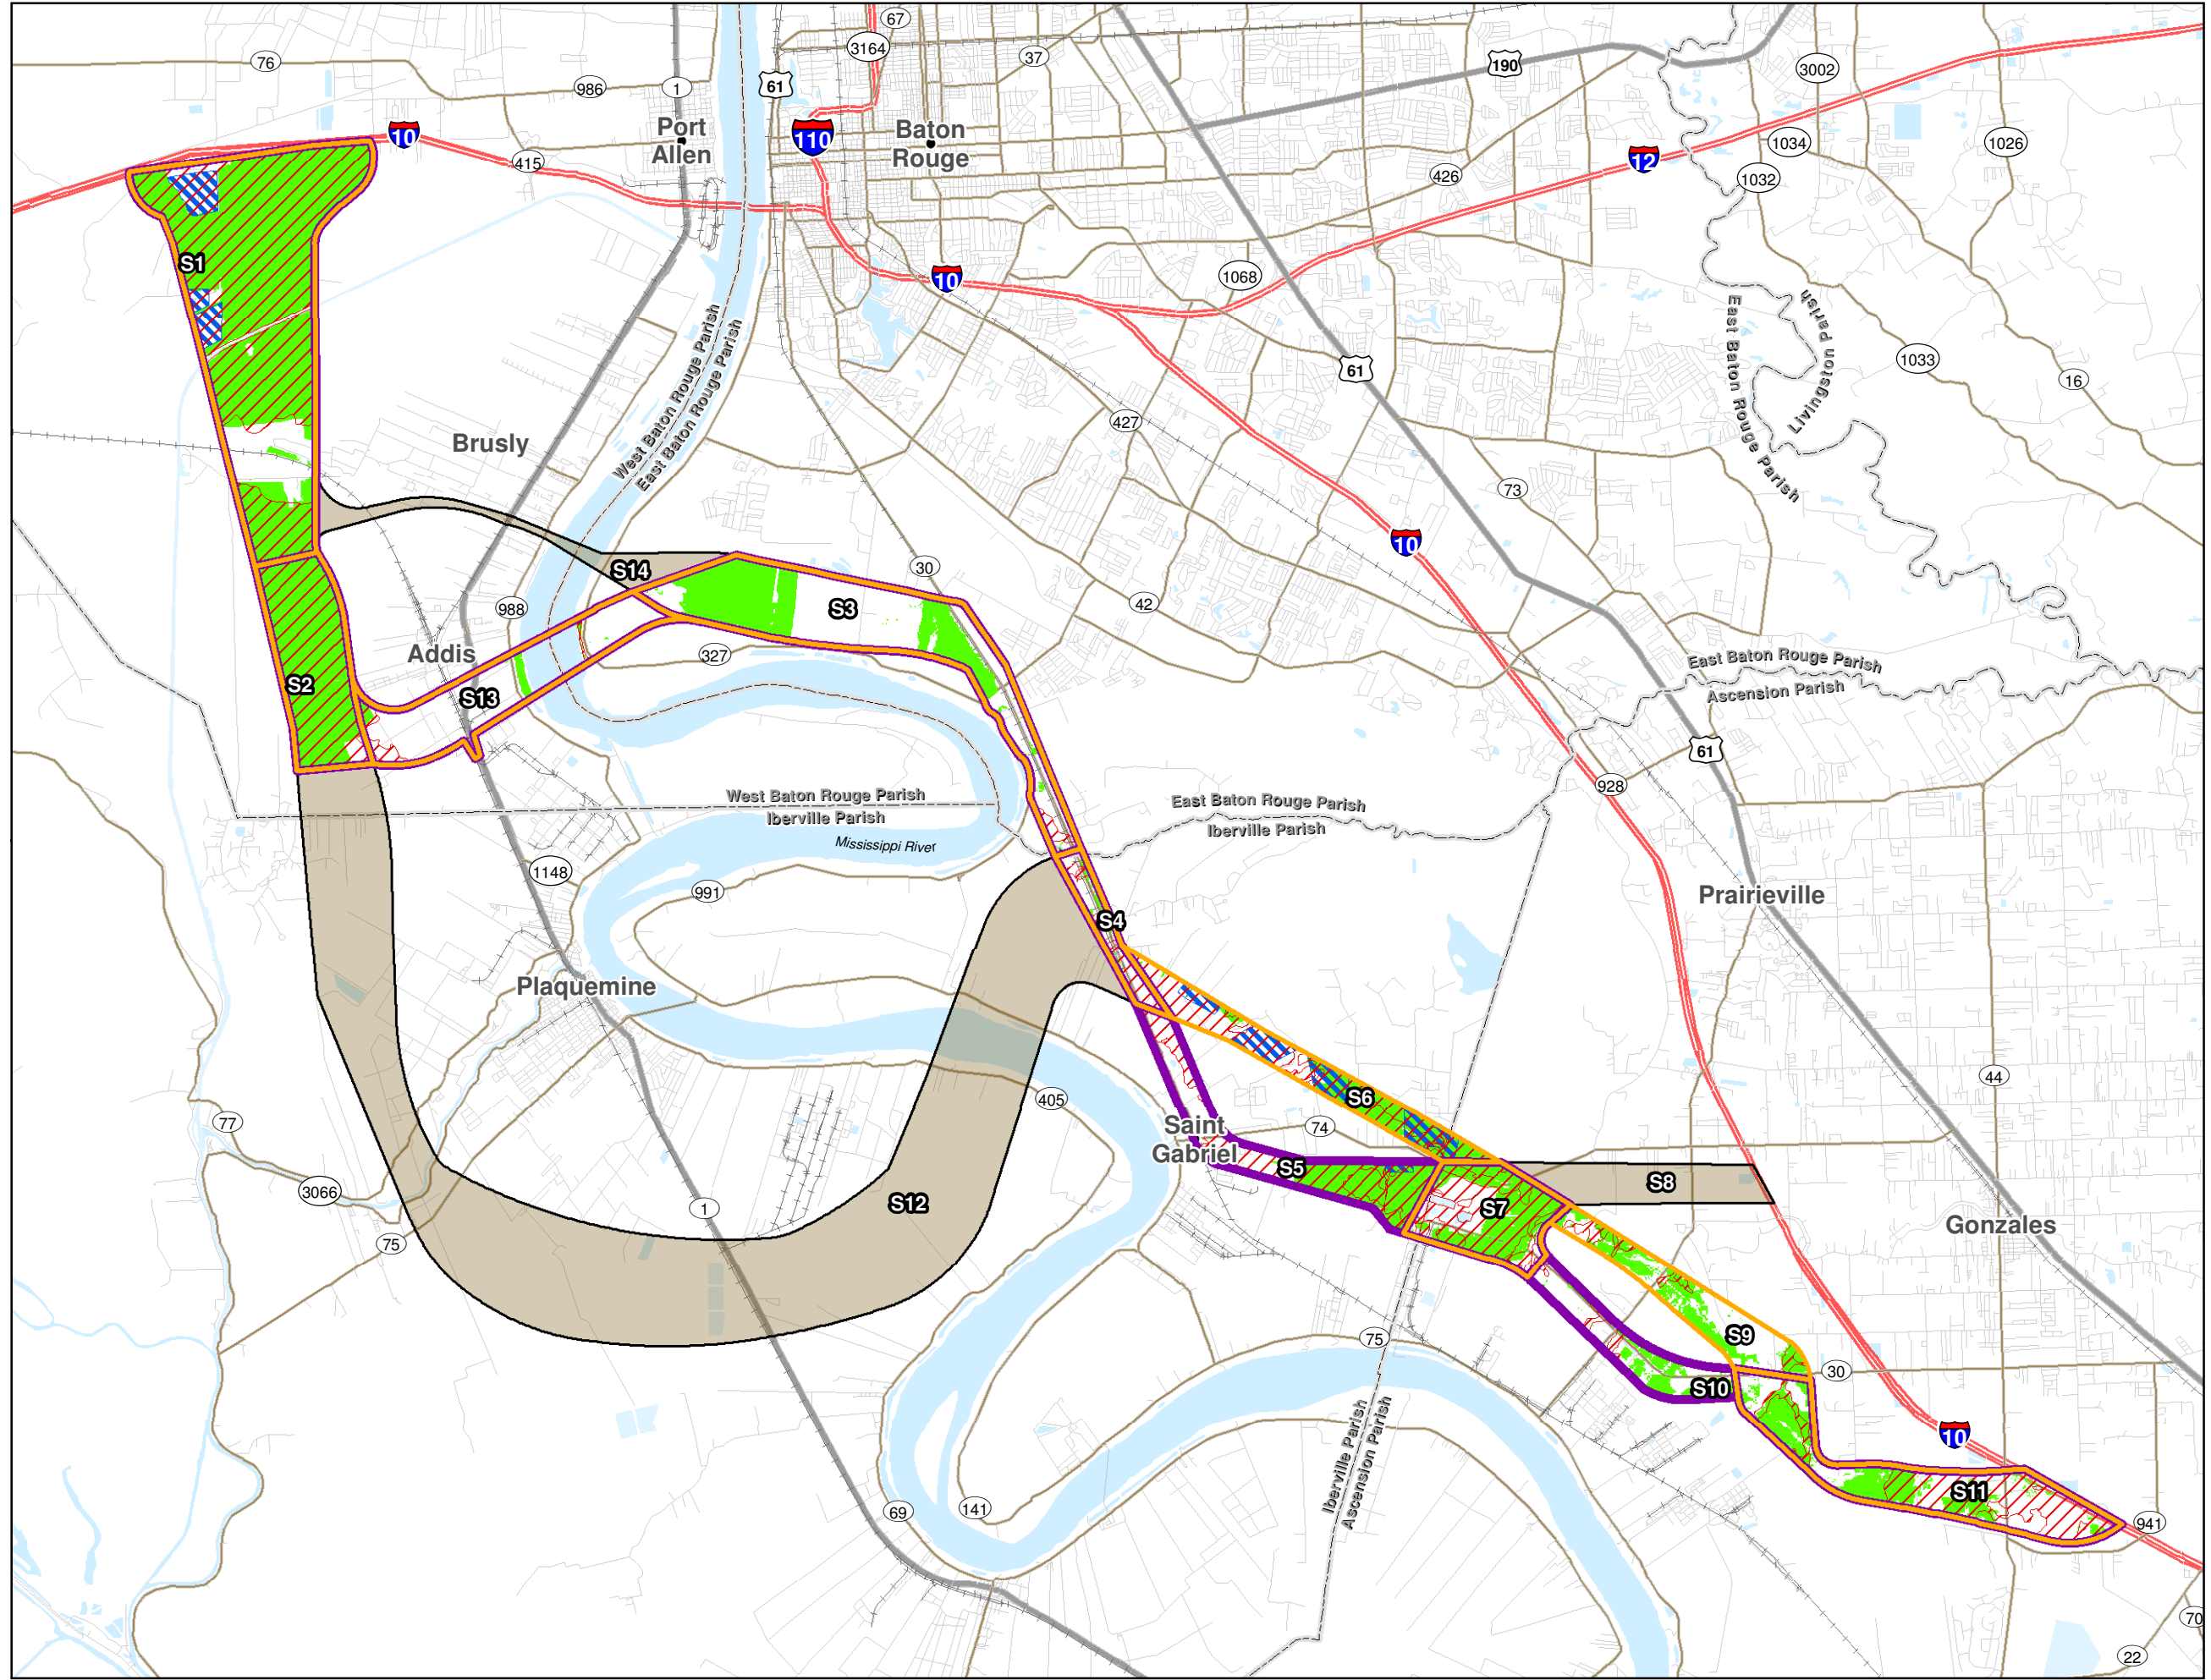 67
76
3164
37
190
3002
986
1
61
10
110
Port
Allen
Baton
Rouge
415
12
1034
1026
426
1032
S1
10
1068
West Baton Rouge Parish
East Baton Rouge Parish
East Baton Rouge Parish
Livingston Parish
1033
61
16
427
Brusly
73
10
S14
30
988
S3
42
Addis
327
S2
S13
East Baton Rouge Parish
Ascension Parish
61
928
West Baton Rouge Parish
Iberville Parish
East Baton Rouge Parish
Iberville Parish
Mississippi River
1148
991
S4
Prairieville
Plaquemine
44
405
S6
77
Saint
Gabriel
74
S5
S8
3066
S12
1
S7
Gonzales
75
75
S9
30
S10
Iberville Parish
Ascension Parish
10
69
141
S11
941
70
22